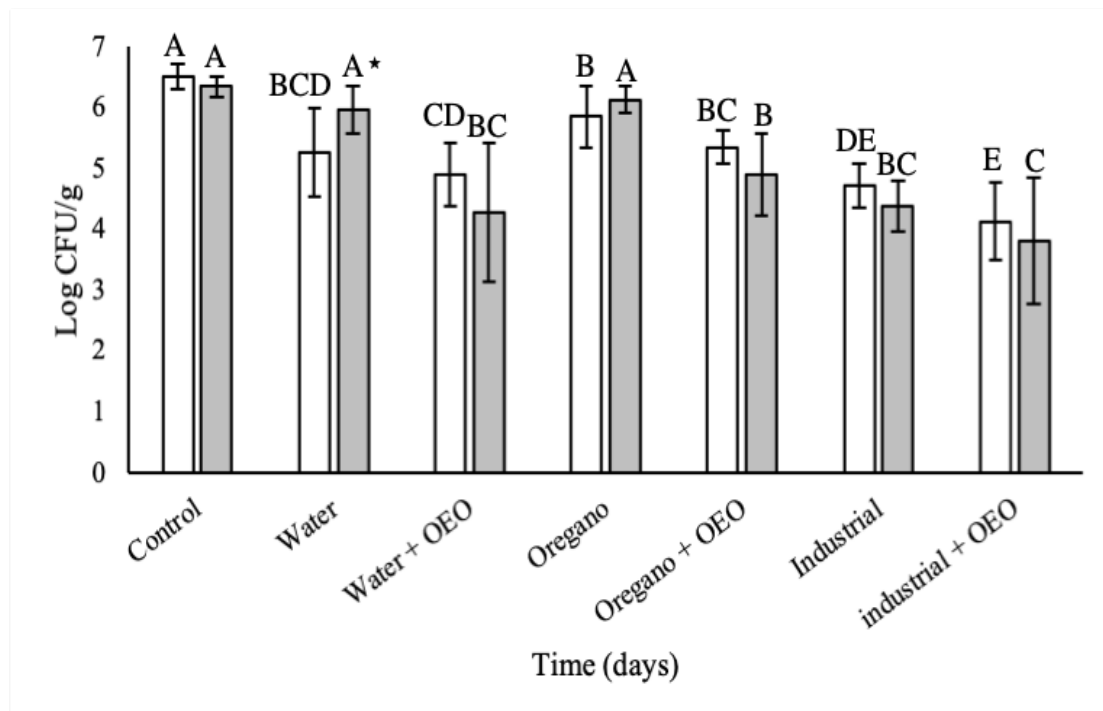 Log CFU/g
7
6
5
4
3
2
1
0
A
A
BCD
A*
CD
BC
B
A
BC
B
DE
BC
E
C
Control
Water
Water + OEO
Oregano
Oregano + OEO
Industrial
industrial + OEO
Time (days)